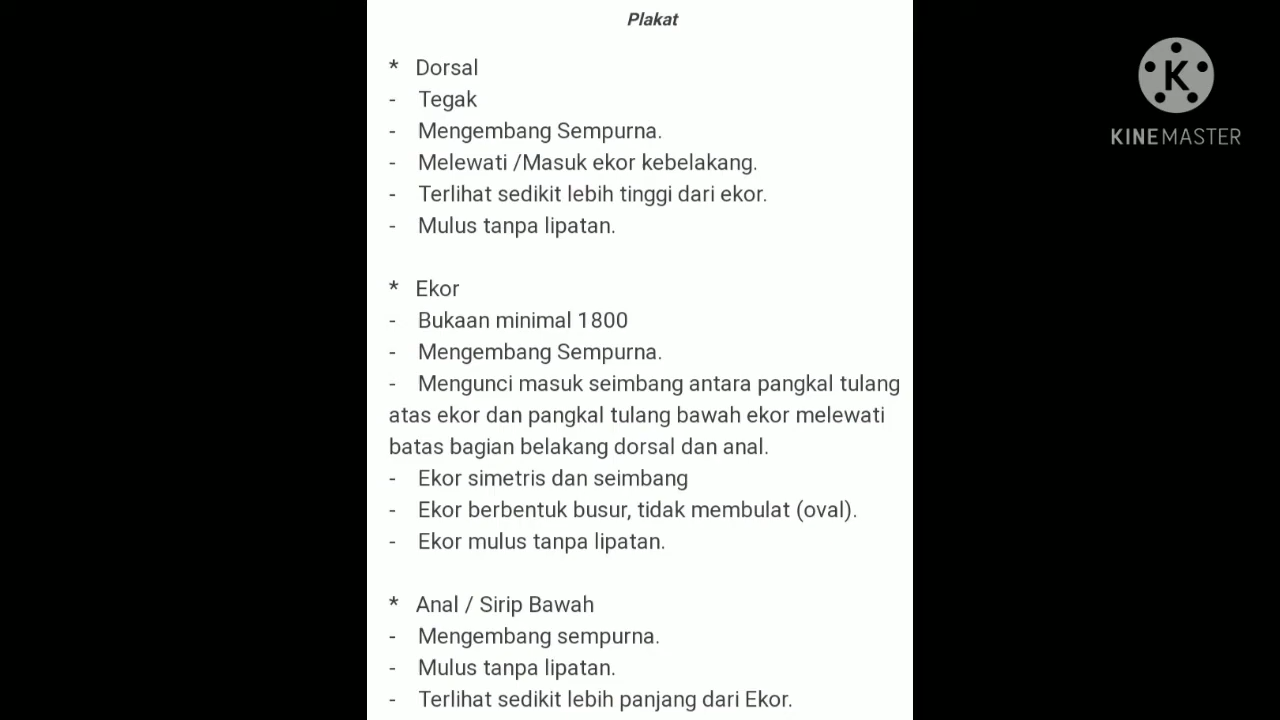 Plakat
* Dorsal
- Tegak
- Mengembang Sempurna.
- Melewati /Masuk ekor kebelakang.
- Terlihat sedikit lebih tinggi dari ekor.
- Mulus tanpa lipatan.
* Ekor
- Bukaan minimal 1800
- Mengembang Sempurna.
- Mengunci masuk seimbang antara pangkal tulang
atas ekor dan pangkal tulang bawah ekor melewati
batas bagian belakang dorsal dan anal.
- Ekor simetris dan seimbang
- Ekor berbentuk busur, tidak membulat (oval).
- Ekor mulus tanpa lipatan.
* Anal / Sirip Bawah
- Mengembang sempurna.
- Mulus tanpa lipatan.
- Terlihat sedikit lebih panjang dari Ekor.
K
KINEMASTER